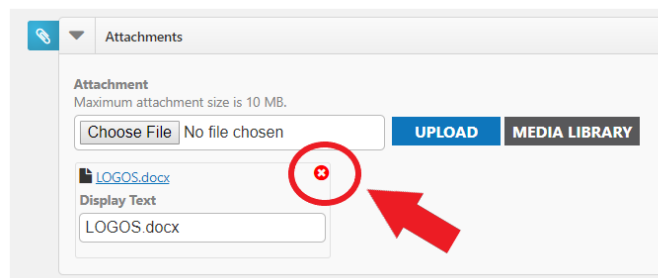 Attachments
Attachment
Maximum attachment size is 10 MB.
Choose File No file chosen UPLOAD MEDIA LIBRARY
LOGOS.docx
Display Text
LOGOS.docx